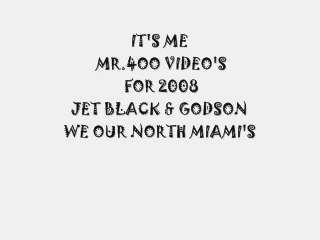 IT'S ME
MR.400 VIDEO'S
FOR 2008
JET BLACK & GODSON
WE OUR NORTH MIAMI'S